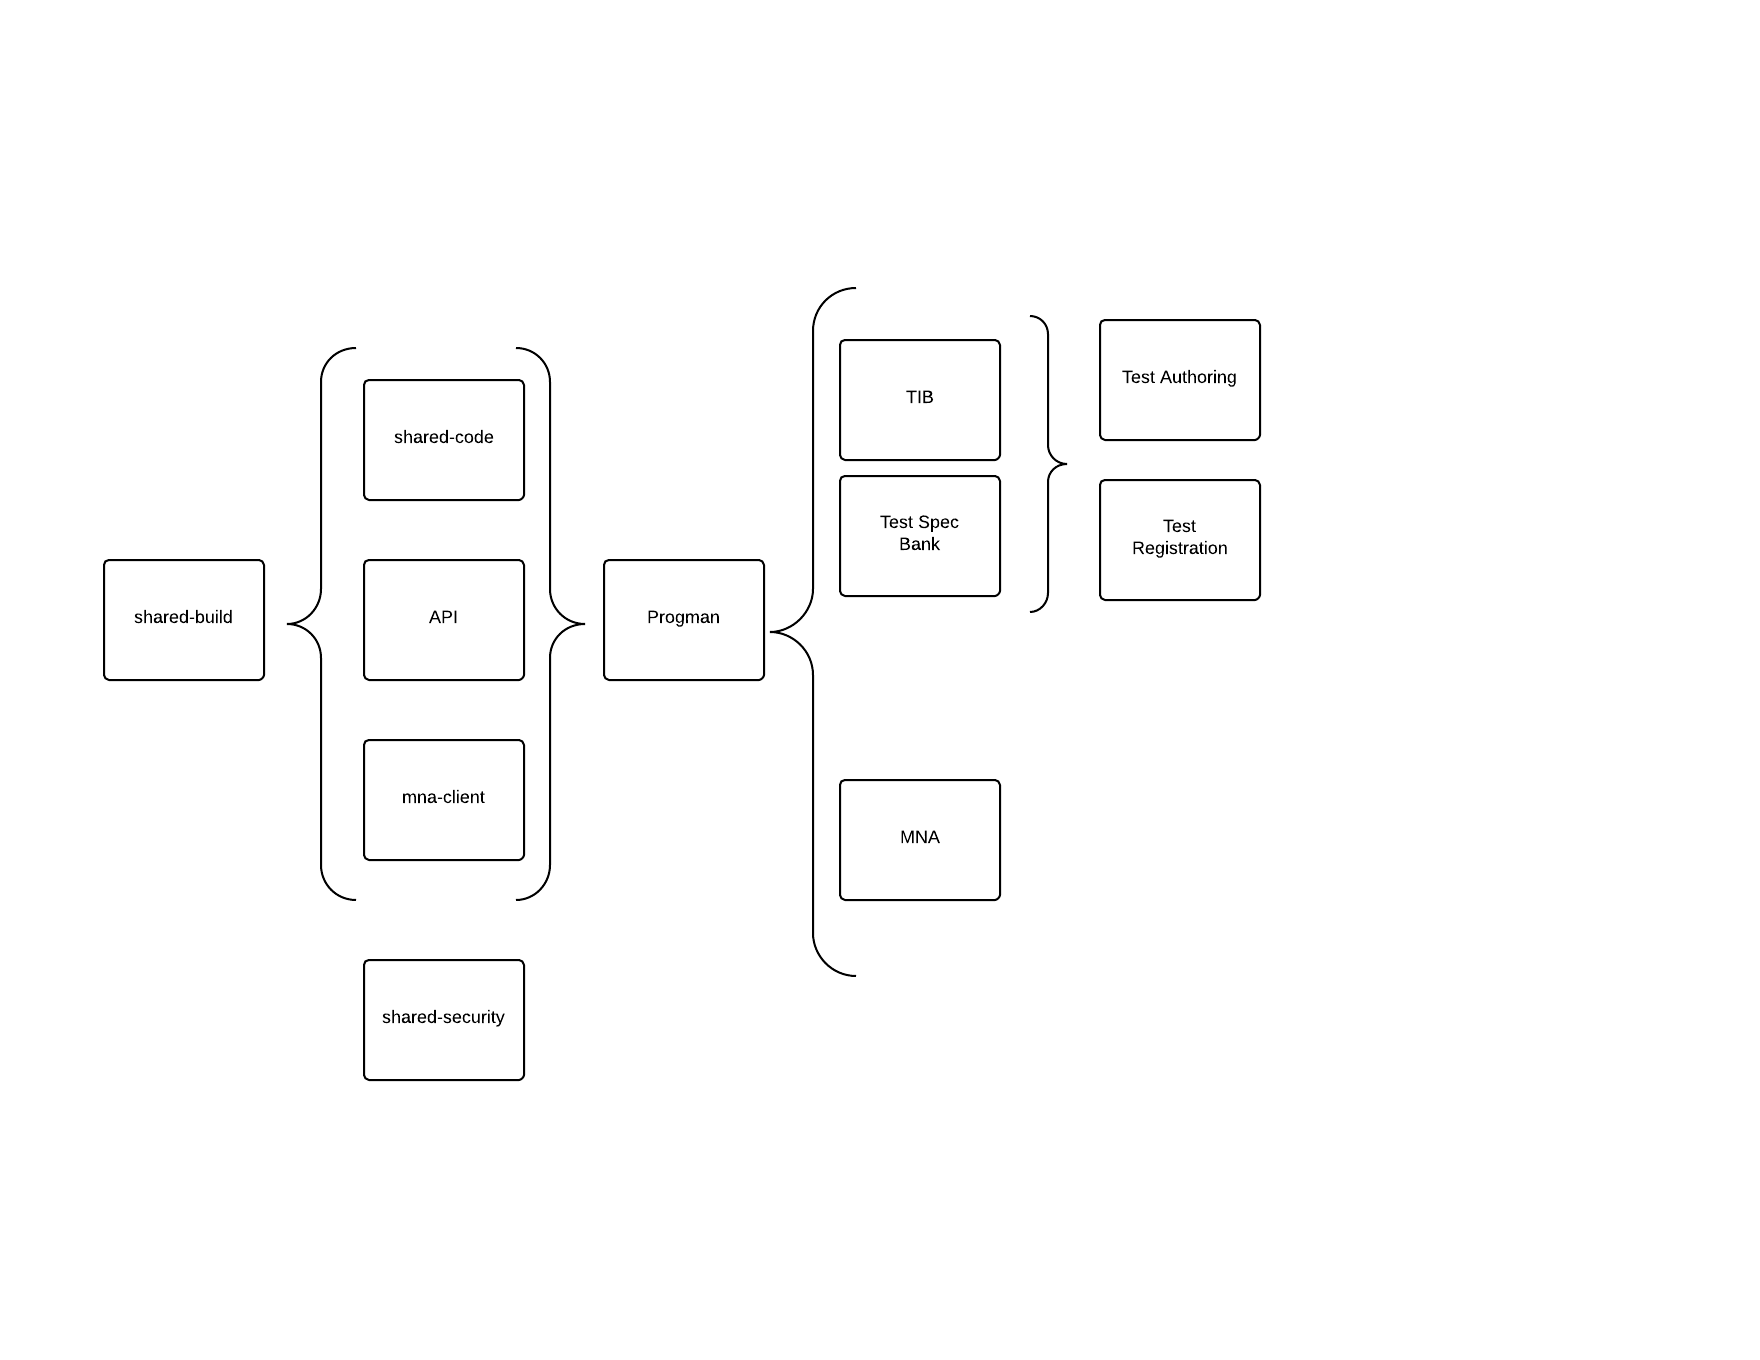 shared-build
shared-code
API
mna-client
shared-security
Progman
TIB
Test Spec
Bank
MNA
Test Authoring
Test
Registration